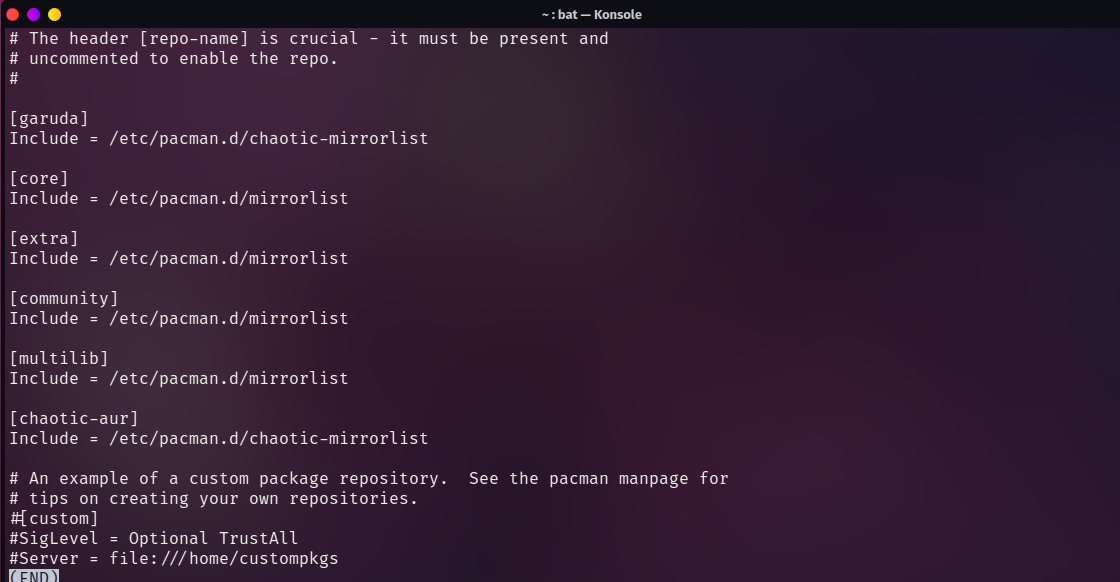 ~ : bat — Konsole
# The header [repo-name] is crucial - it must be present and
# uncommented to enable the repo.
#
[garuda]
Include = /etc/pacman.d/chaotic-mirrorlist
[core]
Include = /etc/pacman.d/mirrorlist
[extra]
Include = /etc/pacman.d/mirrorlist
[community]
Include = /etc/pacman.d/mirrorlist
[multilib]
Include = /etc/pacman.d/mirrorlist
[chaotic-aur]
Include = /etc/pacman.d/chaotic-mirrorlist
# An example of a custom package repository.  See the pacman manpage for
# tips on creating your own repositories.
#[custom]
#SigLevel = Optional TrustAll
#Server = file:///home/custompkgs
(END)